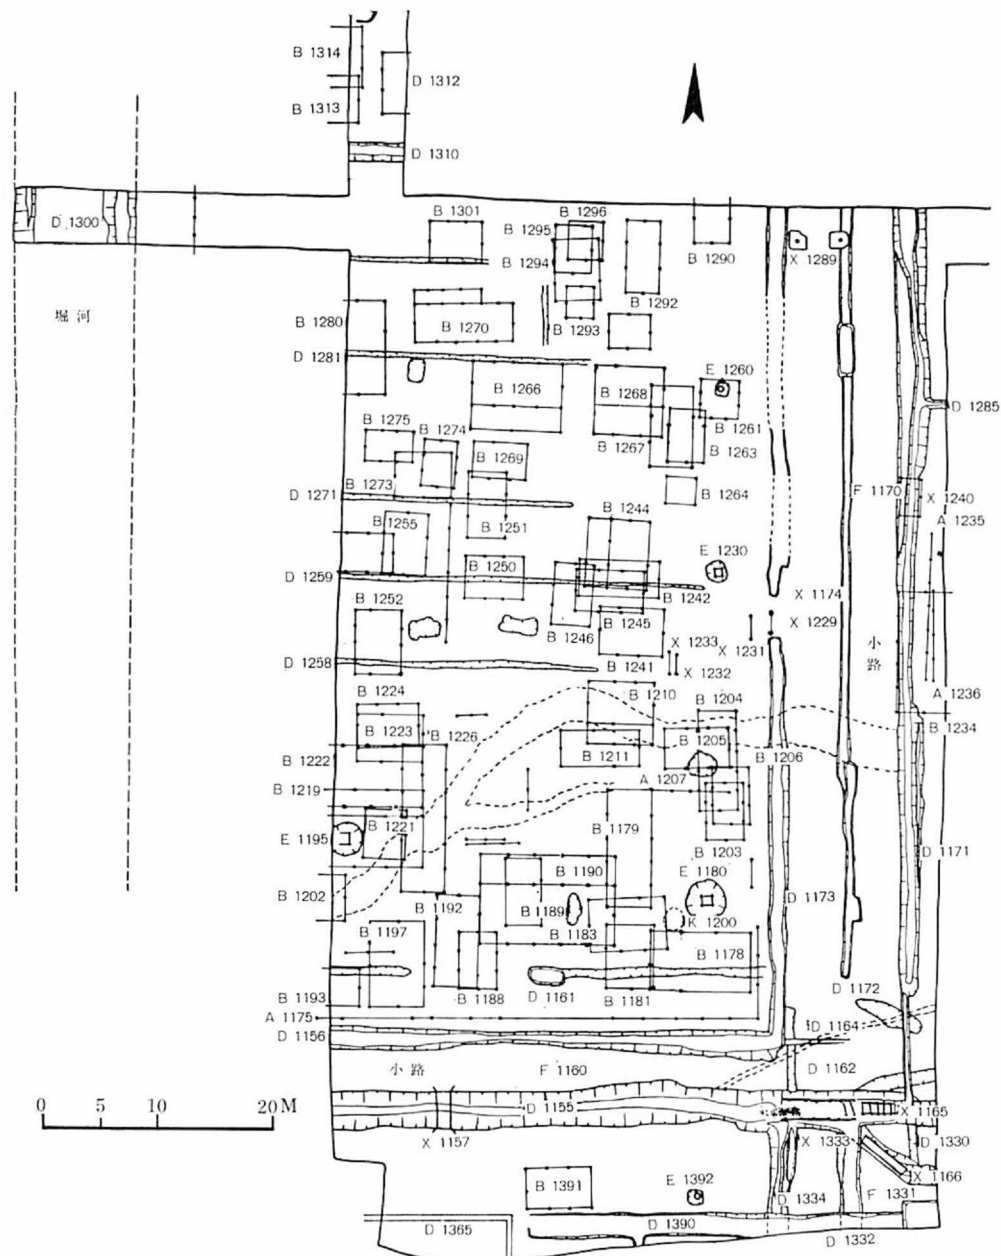 B 1314
D 1312
B 1313
D 1310
D 1300
B 1301
B 1296
B 1295
B 1294
B 1290
X 1289
B 1292
B 1293
堀河
B 1280
B 1270
D 1281
E 1260
B 1266
B 1268
D 1285
B 1275
B 1274
B 1261
B 1269
B 1267
B 1263
B 1273
B 1264
F 1170
X 1240
D 1271
B 1255
B 1251
B 1244
A 1235
E 1230
B 1250
D 1259
X 1174
B 1252
B 1242
B 1245
X 1229
B 1246
X 1233
X 1231
小路
D 1258
B 1241
X 1232
B 1224
B 1210
B 1204
A 1236
B 1234
B 1223
B 1226
B 1205
B 1222
B 1211
B 1206
A 1207
B 1219
B 1221
E 1195
B 1179
B 1203
D 1171
B 1190
E 1180
B 1202
B 1192
B 1189
D 1173
B 1183
K 1200
B 1197
B 1178
B 1193
B 1188
D 1161
B 1181
D 1172
A 1175
D 1156
D 1164
小路
F 1160
D 1162
0 5 10 20 M
D 1155
X 1165
X 1157
X 1333
D 1330
X 1166
B 1391
E 1392
D 1334
F 1331
D 1365
D 1390
D 1332